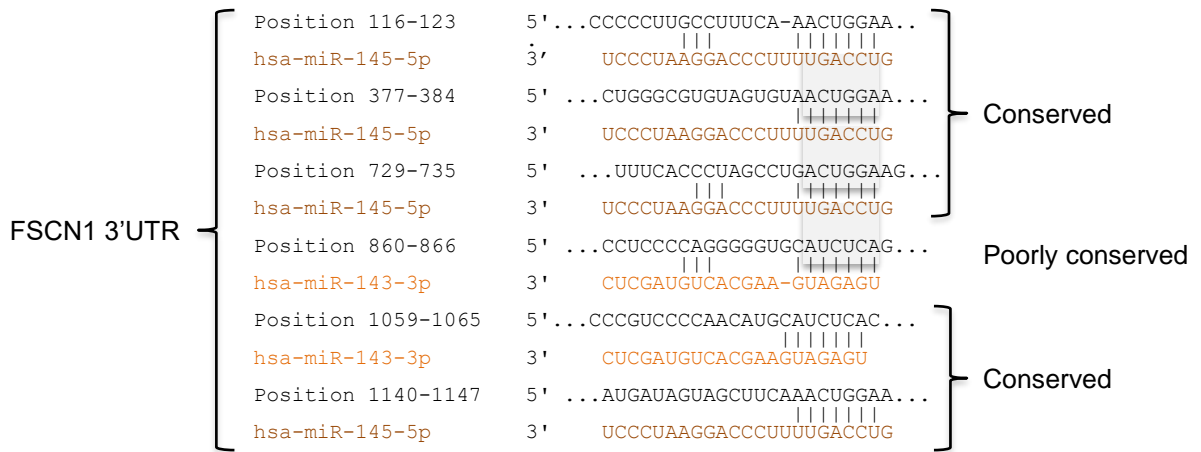 Position 116-123 5'...CCCCCUUGCCUUUCA-AACUGGAA..
.
||| |||||||
hsa-miR-145-5p 3’ UCCCUAAGGACCCUUUUGACCUG
Position 377-384 5' ...CUGGGCGUGUAGUGUAACUGGAA...
|||||||
hsa-miR-145-5p 3' UCCCUAAGGACCCUUUUGACCUG
Conserved
Position 729-735 5' ...UUUCACCCUAGCCUGACUGGAAG...
||| |||||||
hsa-miR-145-5p 3' UCCCUAAGGACCCUUUUGACCUG
FSCN1 3’UTR
Position 860-866 5' ...CCUCCCCAGGGGGUGCAUCUCAG...
Poorly conserved
||| |||||||
hsa-miR-143-3p 3' CUCGAUGUCACGAA-GUAGAGU
Position 1059-1065 5'...CCCGUCCCCAACAUGCAUCUCAC...
|||||||
hsa-miR-143-3p 3' CUCGAUGUCACGAAGUAGAGU
Conserved
Position 1140-1147 5' ...AUGAUAGUAGCUUCAAACUGGAA...
|||||||
hsa-miR-145-5p 3' UCCCUAAGGACCCUUUUGACCUG